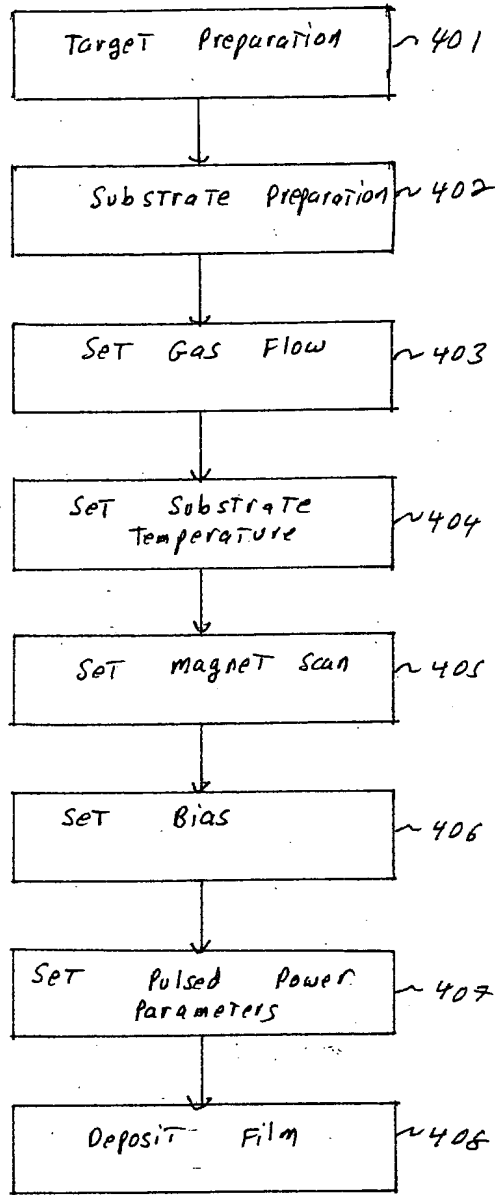 Target Preparation ~ 401
Substrate Preparation ~ 402
Set Gas Flow ~ 403
Set Substrate
Temperature ~ 404
Set magnet scan ~ 405
Set Bias ~ 406
Set Pulsed Power
Parameters ~ 407
Deposit Film ~ 408